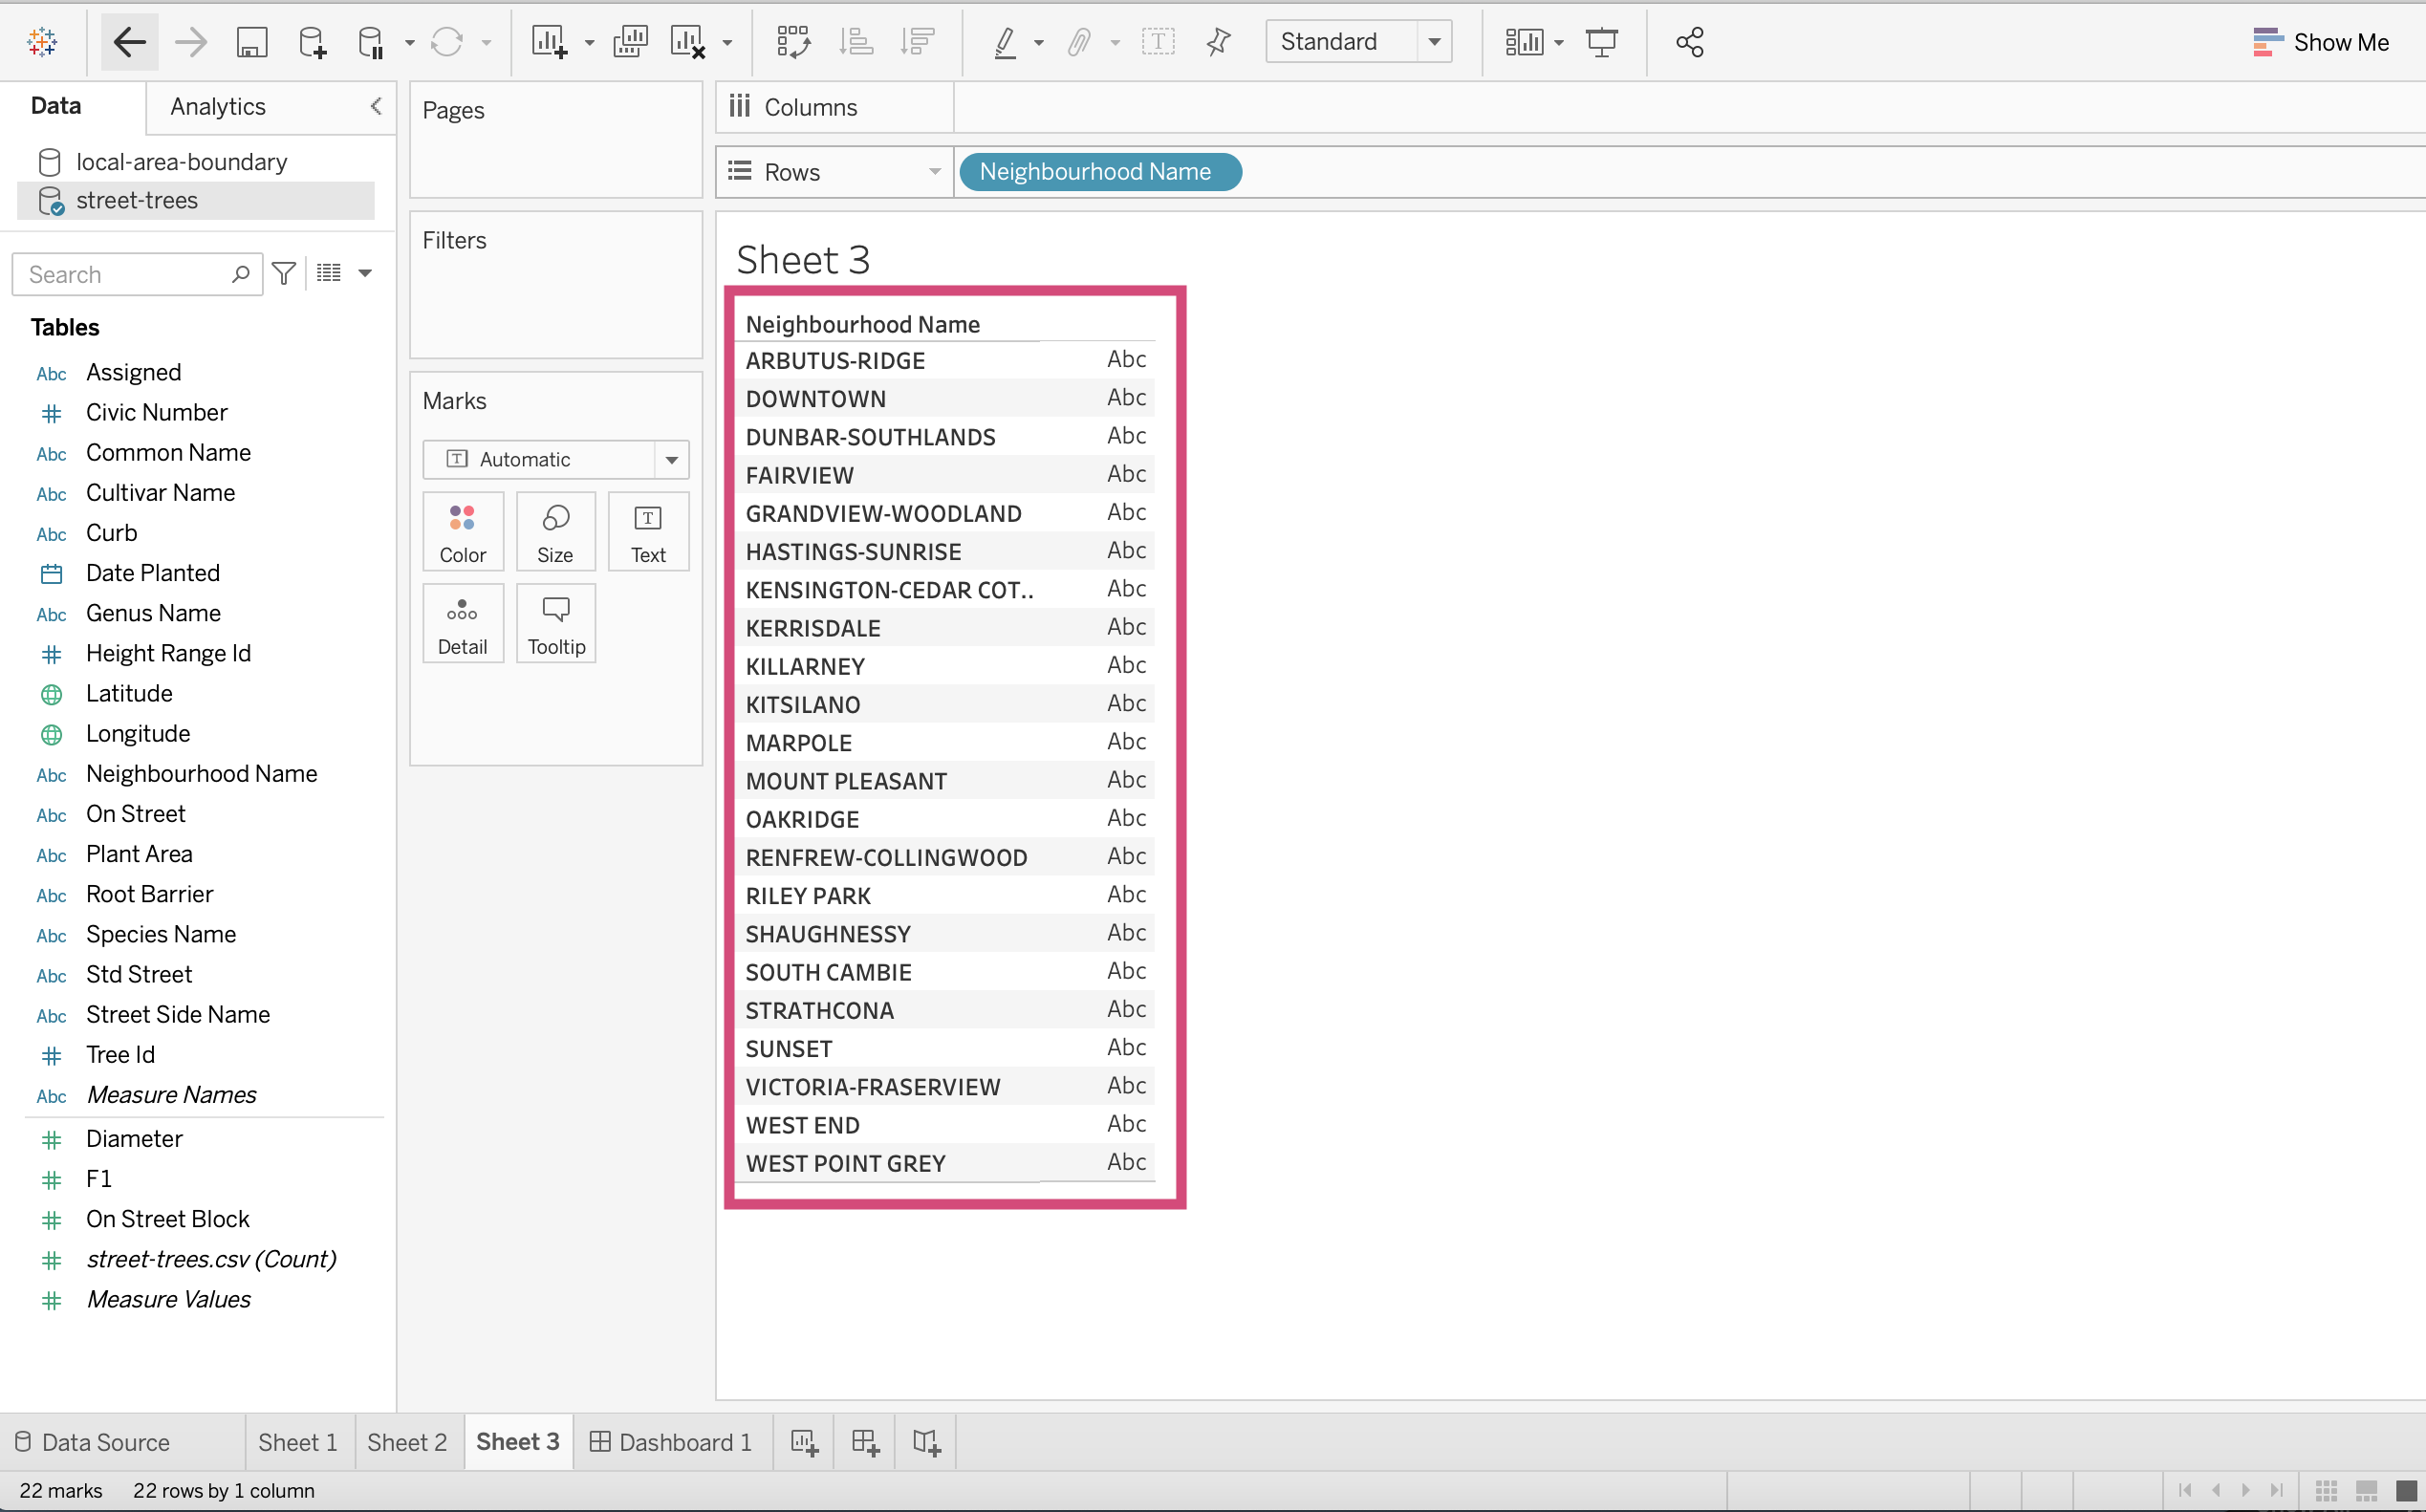 Standard
Show Me
Data
Analytics
local-area-boundary
street-trees
Search
Tables
Abc Assigned
Civic Number
Abc Common Name
Abc Cultivar Name
Abc Curb
Date Planted
Abc Genus Name
Height Range Id
Latitude
Longitude
Abc Neighbourhood Name
Abc On Street
Abc Plant Area
Abc Root Barrier
Abc Species Name
Abc Std Street
Abc Street Side Name
Tree Id
Abc Measure Names
Diameter
F1
On Street Block
street-trees.csv (Count)
Measure Values
Pages
Filters
Marks
Automatic
Color
Size
Text
Detail
Tooltip
Columns
Rows
Neighbourhood Name
Sheet 3
Neighbourhood Name
ARBUTUS-RIDGE Abc
DOWNTOWN Abc
DUNBAR-SOUTHLANDS Abc
FAIRVIEW Abc
GRANDVIEW-WOODLAND Abc
HASTINGS-SUNRISE Abc
KENSINGTON-CEDAR COT.. Abc
KERRISDALE Abc
KILLARNEY Abc
KITSILANO Abc
MARPOLE Abc
MOUNT PLEASANT Abc
OAKRIDGE Abc
RENFREW-COLLINGWOOD Abc
RILEY PARK Abc
SHAUGHNESSY Abc
SOUTH CAMBIE Abc
STRATHCONA Abc
SUNSET Abc
VICTORIA-FRASERVIEW Abc
WEST END Abc
WEST POINT GREY Abc
Data Source
Sheet 1
Sheet 2
Sheet 3
Dashboard 1
22 marks
22 rows by 1 column